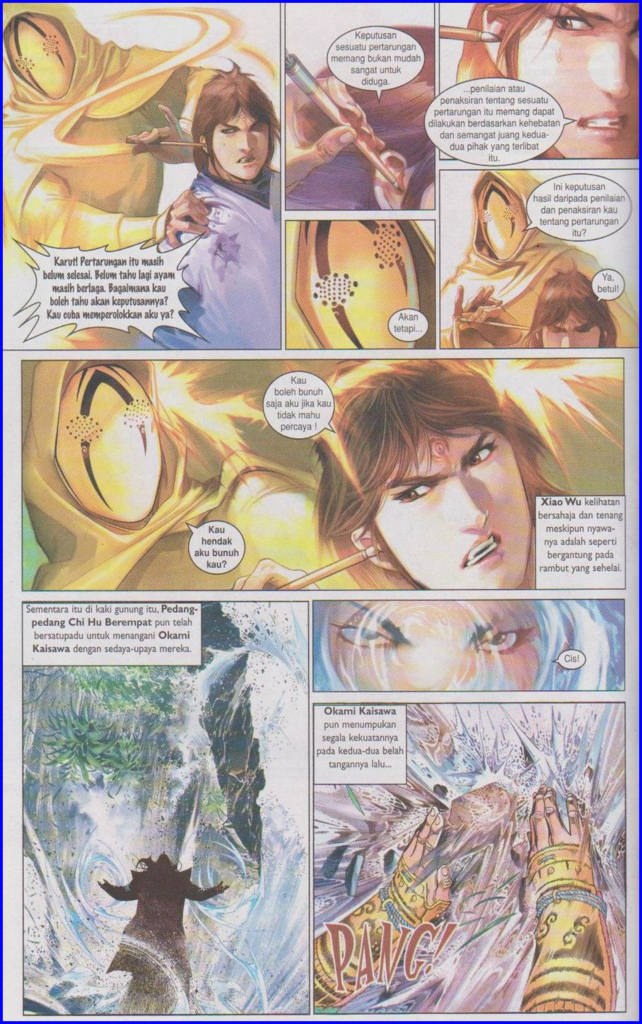 Karut! Pertarungan itu masih
belum selesai. Belum tahu lagi ayam
masih berlaga. Bagaimana kau
boleh tahu akan keputusannya?
Kau cuba memperolokkan aku ya?
Keputusan
sesuatu pertarungan
memang bukan mudah
sangat untuk
diduga.
...penilaian atau
penaksiran tentang sesuatu
pertarungan itu memang dapat
dilakukan berdasarkan kehebatan
dan semangat juang kedua-
dua pihak yang terlibat
itu.
Akan
tetapi...
Ini keputusan
hasil daripada penilaian
dan penaksiran kau
tentang pertarungan
itu?
Ya,
betul!
Kau
boleh bunuh
saja aku jika kau
tidak mahu
percaya !
Kau
hendak
aku bunuh
kau?
Xiao Wu kelihatan
bersahaja dan tenang
meskipun nyawa-
nya adalah seperti
bergantung pada
rambut yang sehelai.
Sementara itu di kaki gunung itu, Pedang-
pedang Chi Hu Berempat pun telah
bersatupadu untuk menangani Okami
Kaisawa dengan sedaya-upaya mereka.
Cis!
Okami Kaisawa
pun menumpukan
segala kekuatannya
pada kedua-dua belah
tangannya lalu...
PANG!